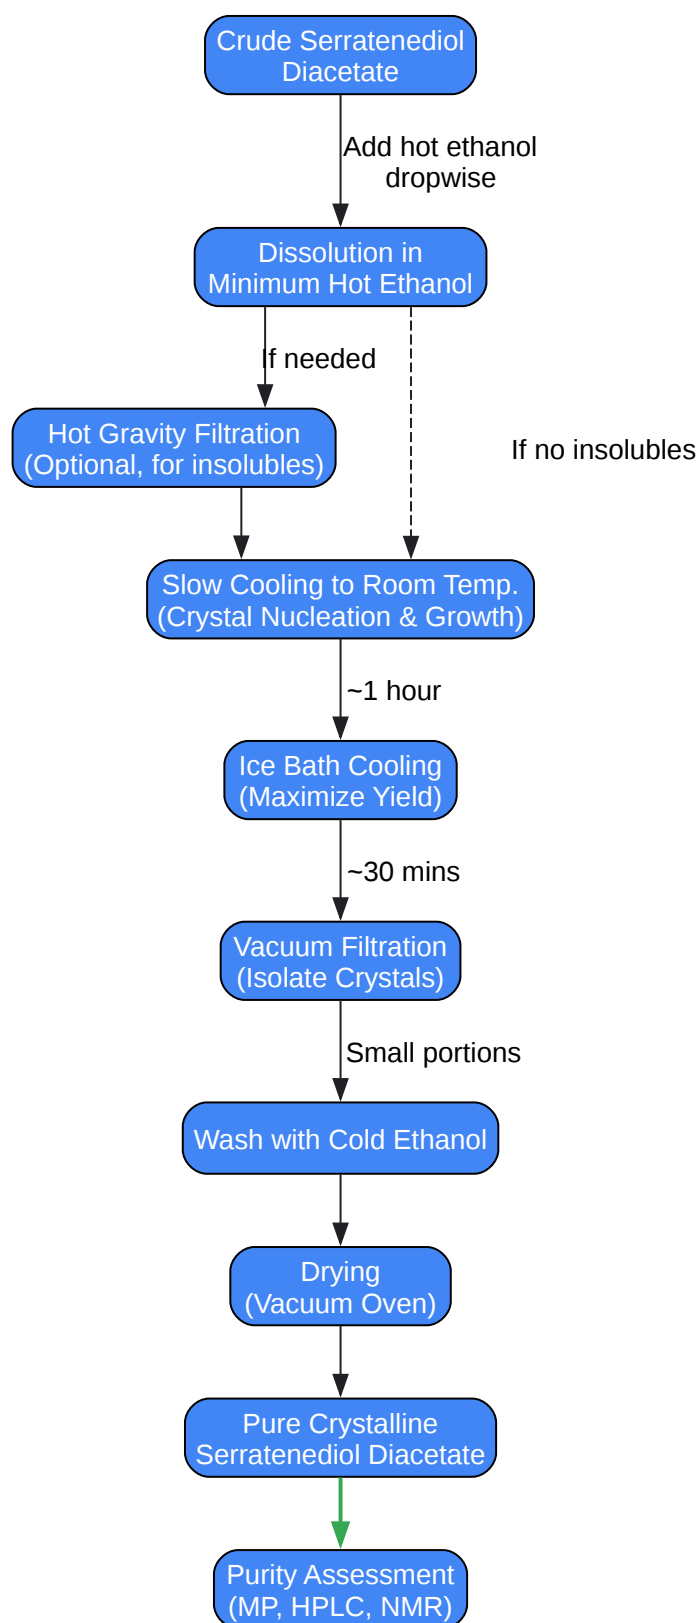 Crude Serratenediol
Diacetate
Add hot ethanol
dropwise
Dissolution in
Minimum Hot Ethanol
If needed
Hot Gravity Filtration
(Optional, for insolubles)
If no insolubles
Slow Cooling to Room Temp.
(Crystal Nucleation & Growth)
~1 hour
Ice Bath Cooling
(Maximize Yield)
~30 mins
Vacuum Filtration
(Isolate Crystals)
Small portions
Wash with Cold Ethanol
Drying
(Vacuum Oven)
Pure Crystalline
Serratenediol Diacetate
Purity Assessment
(MP, HPLC, NMR)